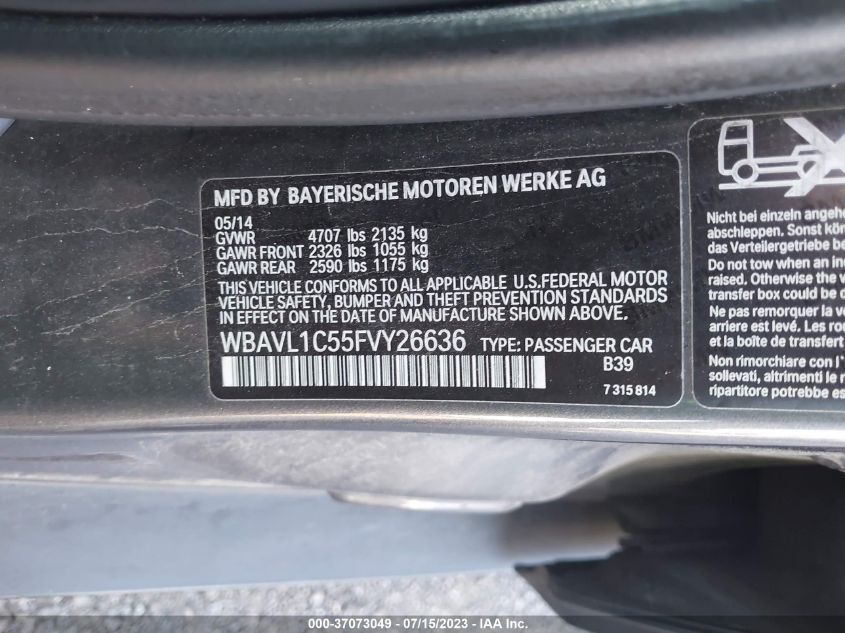 MFD BY BAYERISCHE MOTOREN WERKE AG
05/14
GVWR 4707 lbs 2135 kg
GAWR FRONT 2326 lbs 1055 kg
GAWR REAR 2590 lbs 1175 kg
THIS VEHICLE CONFORMS TO ALL APPLICABLE U.S.FEDERAL MOTOR
VEHICLE SAFETY, BUMPER AND THEFT PREVENTION STANDARDS
IN EFFECT ON THE DATE OF MANUFACTURE SHOWN ABOVE.
WBAVL1C55FVY26636 TYPE: PASSENGER CAR
B39
7 315 814
Nicht bei einzeln
abschleppen. Sonst
das Verteilergetriebe
Do not tow when an
raised. Otherwise the
transfer box could be
Ne pas remorquer la
arriere est levé. Les
et la boîte de transfert
Non rimorchiare con
sollevati, altrimenti le
ripartitore potrebbe
000-37073049 - 07/15/2023 - IAA Inc.